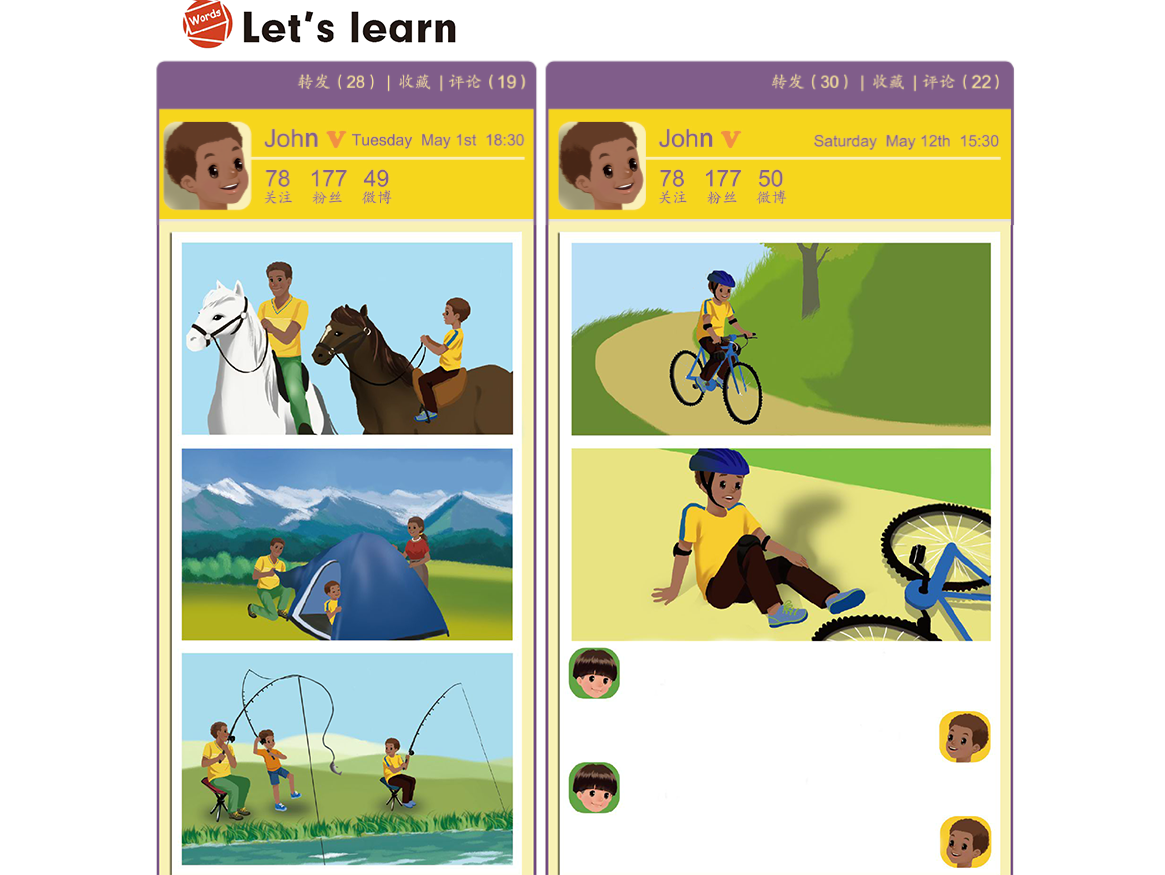 Words
Let's learn
转发 (28) | 收藏 | 评论 (19)
John V Tuesday May 1st 18:30
78 177 49
关注 粉丝 微博
转发 (30) | 收藏 | 评论 (22)
John V Saturday May 12th 15:30
78 177 50
关注 粉丝 微博